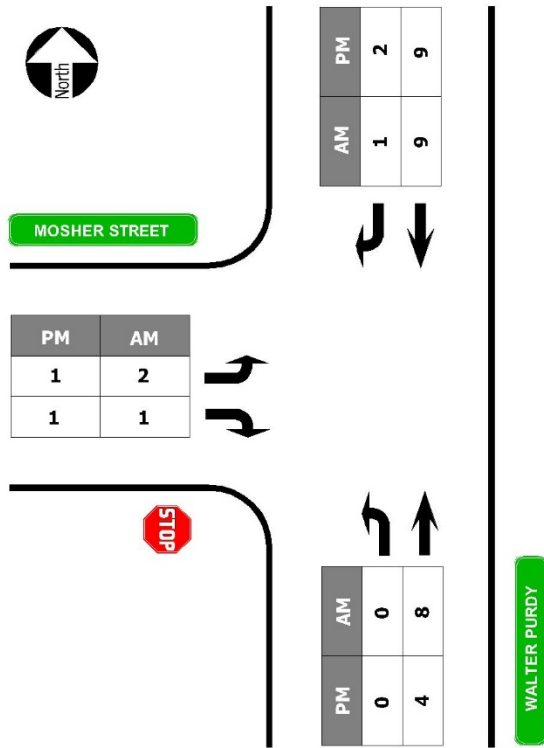 North
PM
AM
2
1
9
9
MOSHER STREET
PM AM
1 2
1 1
STOP
AM
PM
0
0
8
4
WALTER PURDY